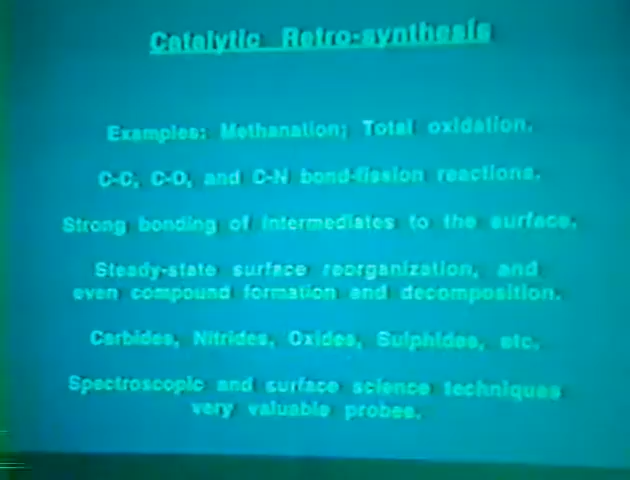 Catalytic Retro-synthesis
Examples: Methanation; Total oxidation.
C-C, C-O, and C-N bond-fission reactions.
Strong bonding of intermediates to the surface.
Steady-state surface reorganization, and
even compound formation and decomposition.
Carbides, Nitrides, Oxides, Sulphides, etc.
Spectroscopic and surface science techniques
very valuable probes.